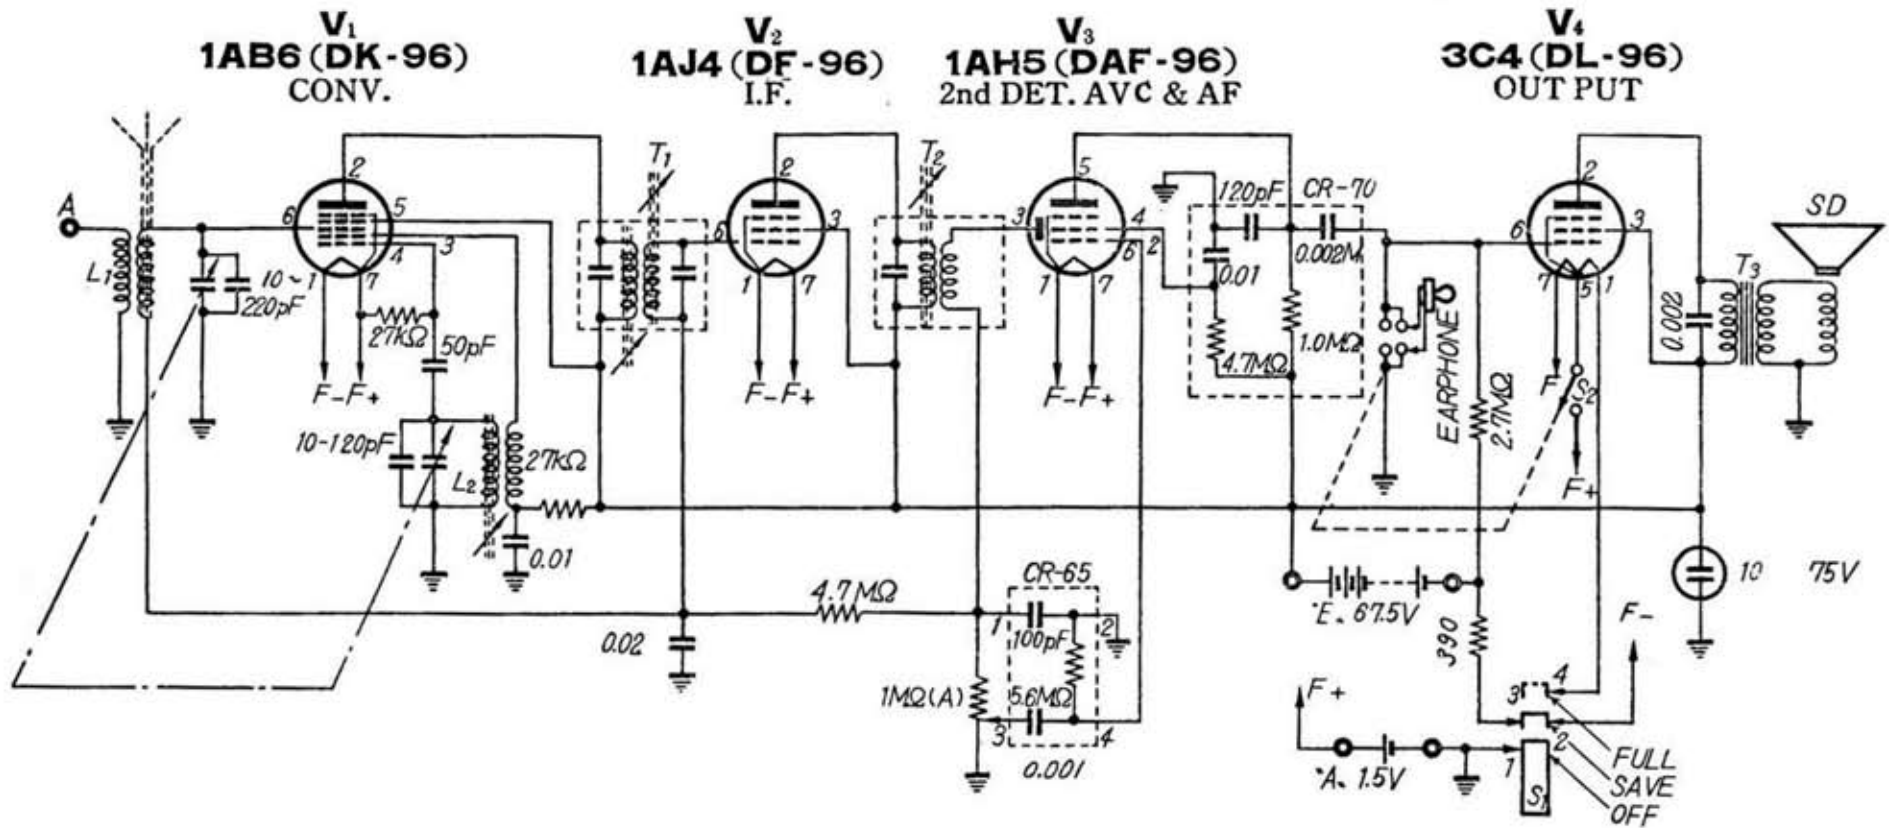 V1
1AB6 (DK-96)
CONV.
V2
1AJ4 (DF-96)
I.F.
V3
1AH5 (DAF-96)
2nd DET. AVC & AF
V4
3C4 (DL-96)
OUT PUT
A
L1
10~
220pF
6
2
5
4
3
1
7
27kΩ
50pF
F- F+
10-120pF
L2
27kΩ
0.01
T1
6
2
3
1
7
F- F+
T2
3
5
4
6
2
1
7
F- F+
120pF
CR-70
0.01
0.002M
4.7MΩ
1.0MΩ
EARPHONE
2.7MΩ
6
2
3
7
5
1
F
S2
F+
0.002
T3
SD
4.7MΩ
0.02
CR-65
1
100pF
2
1MΩ(A)
5.6MΩ
3
4
0.001
"E. 67.5V
390
10
75V
F-
F+
"A. 1.5V
3
4
1
2
S1
FULL
SAVE
OFF